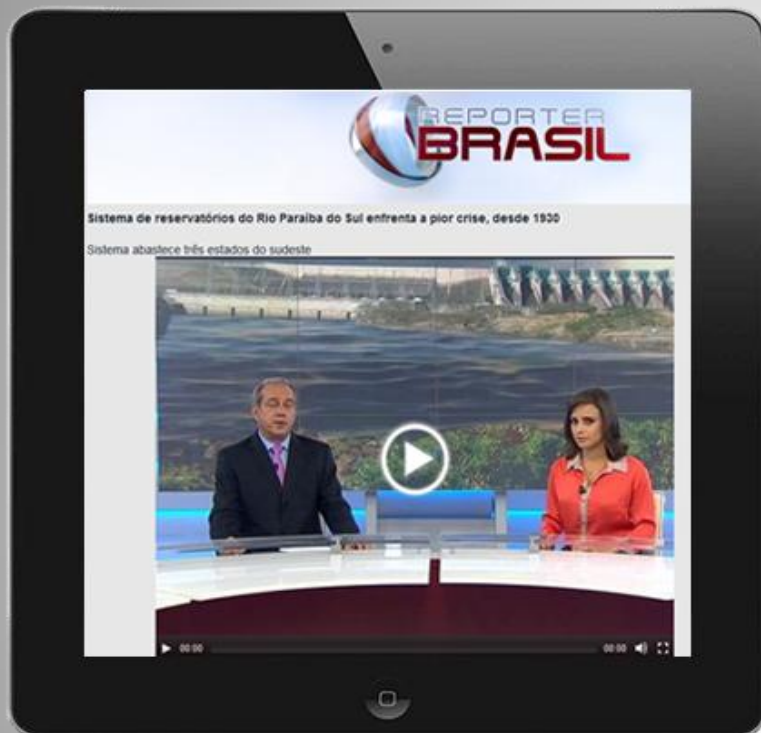 REPORTER
BRASIL
Sistema de reservatórios do Rio Paraíba do Sul enfrenta a pior crise, desde 1930
Sistema abastece três estados do sudeste
00:00 00:00